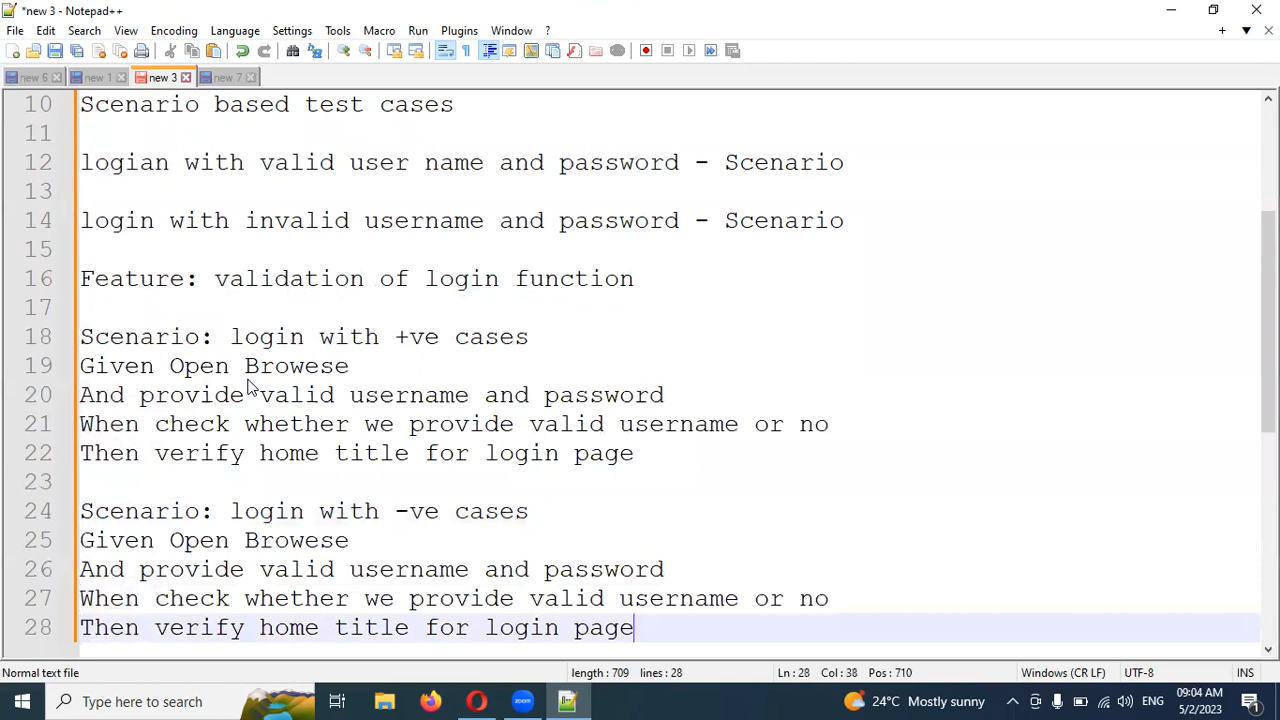 *new 3 - Notepad++
File Edit Search View Encoding Language Settings Tools Macro Run Plugins Window ?
new 6 new 1 new 3 new 7
10 Scenario based test cases
11
12 logian with valid user name and password - Scenario
13
14 login with invalid username and password - Scenario
15
16 Feature: validation of login function
17
18 Scenario: login with +ve cases
19 Given Open Browese
20 And provide valid username and password
21 When check whether we provide valid username or no
22 Then verify home title for login page
23
24 Scenario: login with -ve cases
25 Given Open Browese
26 And provide valid username and password
27 When check whether we provide valid username or no
28 Then verify home title for login page
Normal text file length : 709 lines : 28 Ln : 28 Col : 38 Pos : 710 Windows (CR LF) UTF-8 INS
Type here to search zoom 24°C Mostly sunny ENG 09:04 AM
5/2/2023